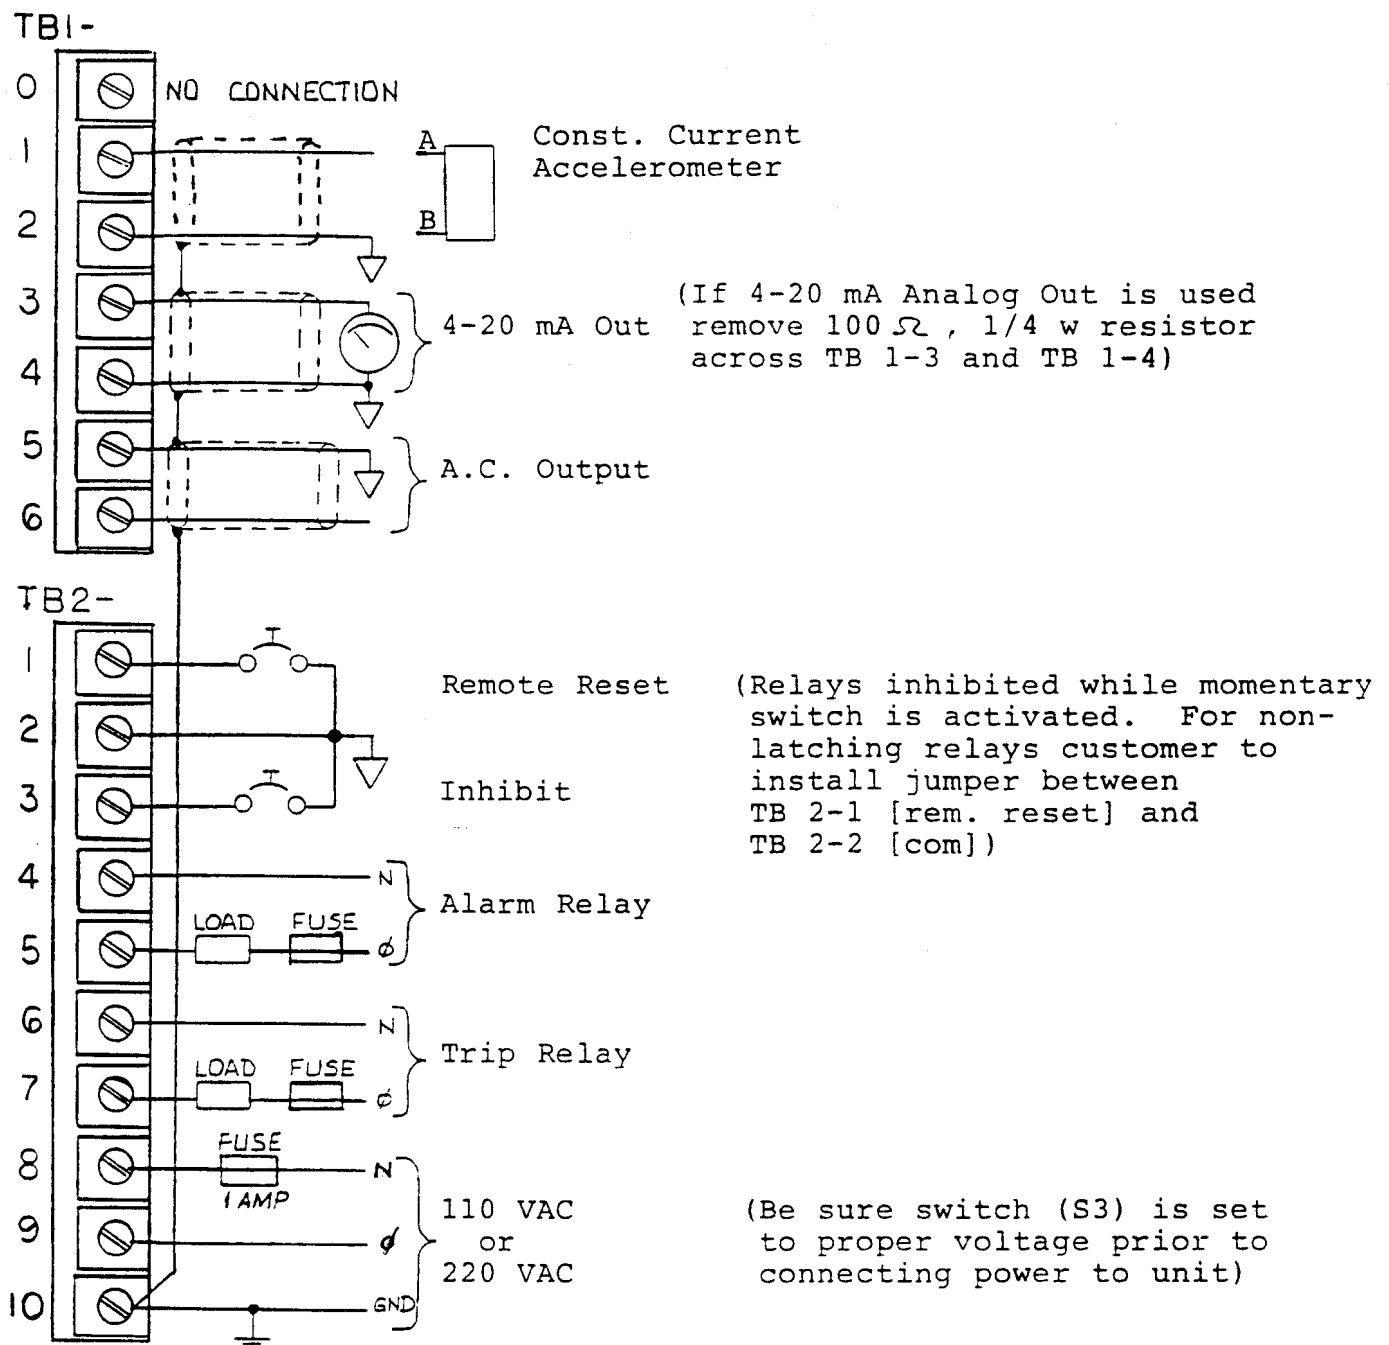 TB1-
0 NO CONNECTION
1 A Const. Current
Accelerometer
2 B
3 (If 4-20 mA Analog Out is used
4-20 mA Out remove 100 Ω, 1/4 w resistor
across TB 1-3 and TB 1-4)
4
5
A.C. Output
6
TB2-
1
Remote Reset (Relays inhibited while momentary
switch is activated. For non-
2
latching relays customer to
3 Inhibit install jumper between
TB 2-1 [rem. reset] and
TB 2-2 [com])
4 N
Alarm Relay
LOAD FUSE
5 ϕ
6 N
Trip Relay
LOAD FUSE
7 ϕ
FUSE
8 N
1 AMP
110 VAC (Be sure switch (S3) is set
9 ϕ or to proper voltage prior to
220 VAC connecting power to unit)
10 GND